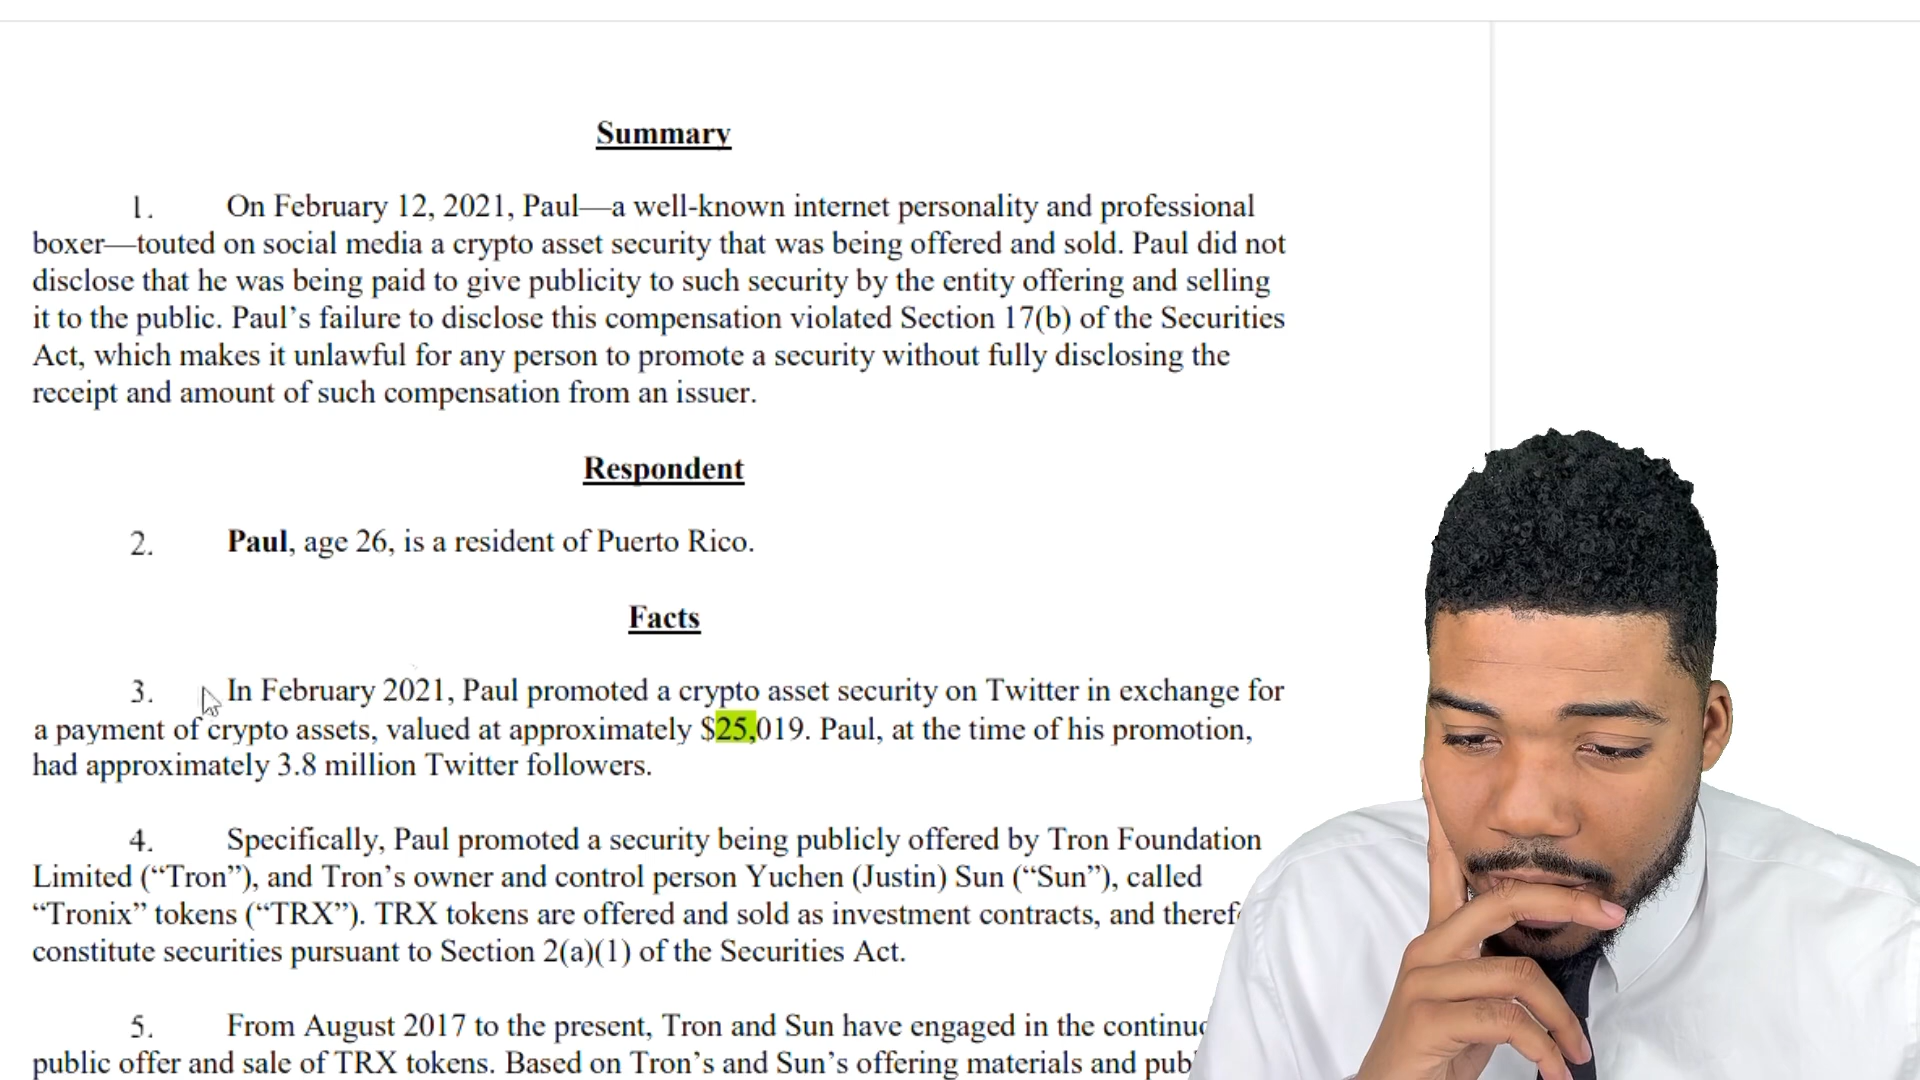 Summary
1. On February 12, 2021, Paul—a well-known internet personality and professional
boxer—touted on social media a crypto asset security that was being offered and sold. Paul did not
disclose that he was being paid to give publicity to such security by the entity offering and selling
it to the public. Paul’s failure to disclose this compensation violated Section 17(b) of the Securities
Act, which makes it unlawful for any person to promote a security without fully disclosing the
receipt and amount of such compensation from an issuer.
Respondent
2. Paul, age 26, is a resident of Puerto Rico.
Facts
3. In February 2021, Paul promoted a crypto asset security on Twitter in exchange for
a payment of crypto assets, valued at approximately $25,019. Paul, at the time of his promotion,
had approximately 3.8 million Twitter followers.
4. Specifically, Paul promoted a security being publicly offered by Tron Foundation
Limited (“Tron”), and Tron’s owner and control person Yuchen (Justin) Sun (“Sun”), called
“Tronix” tokens (“TRX”). TRX tokens are offered and sold as investment contracts, and
constitute securities pursuant to Section 2(a)(1) of the Securities Act.
5. From August 2017 to the present, Tron and Sun have engaged in the
public offer and sale of TRX tokens. Based on Tron’s and Sun’s offering materials and